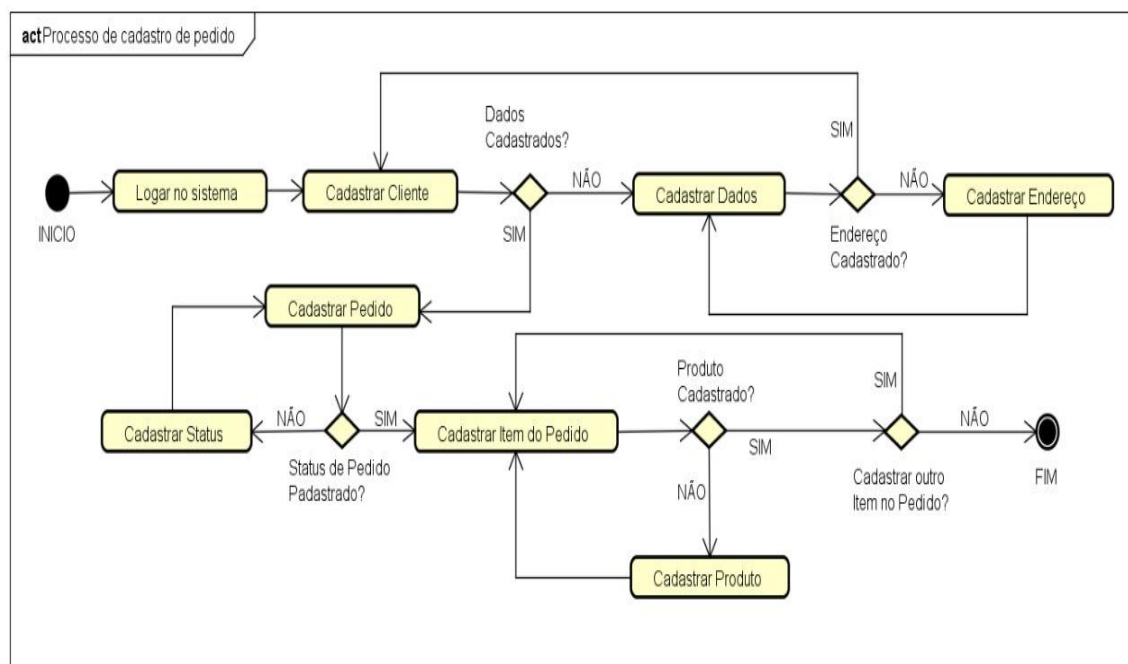 act Processo de cadastro de pedido
Dados
Cadastrados?
SIM
Logar no sistema
Cadastrar Cliente
NÃO
Cadastrar Dados
NÃO
Cadastrar Endereço
INICIO
SIM
Endereço
Cadastrado?
Cadastrar Pedido
Produto
Cadastrado?
SIM
Cadastrar Status
NÃO
SIM
Cadastrar Item do Pedido
SIM
NÃO
Status de Pedido
Padastrado?
NÃO
Cadastrar outro
Item no Pedido?
FIM
Cadastrar Produto